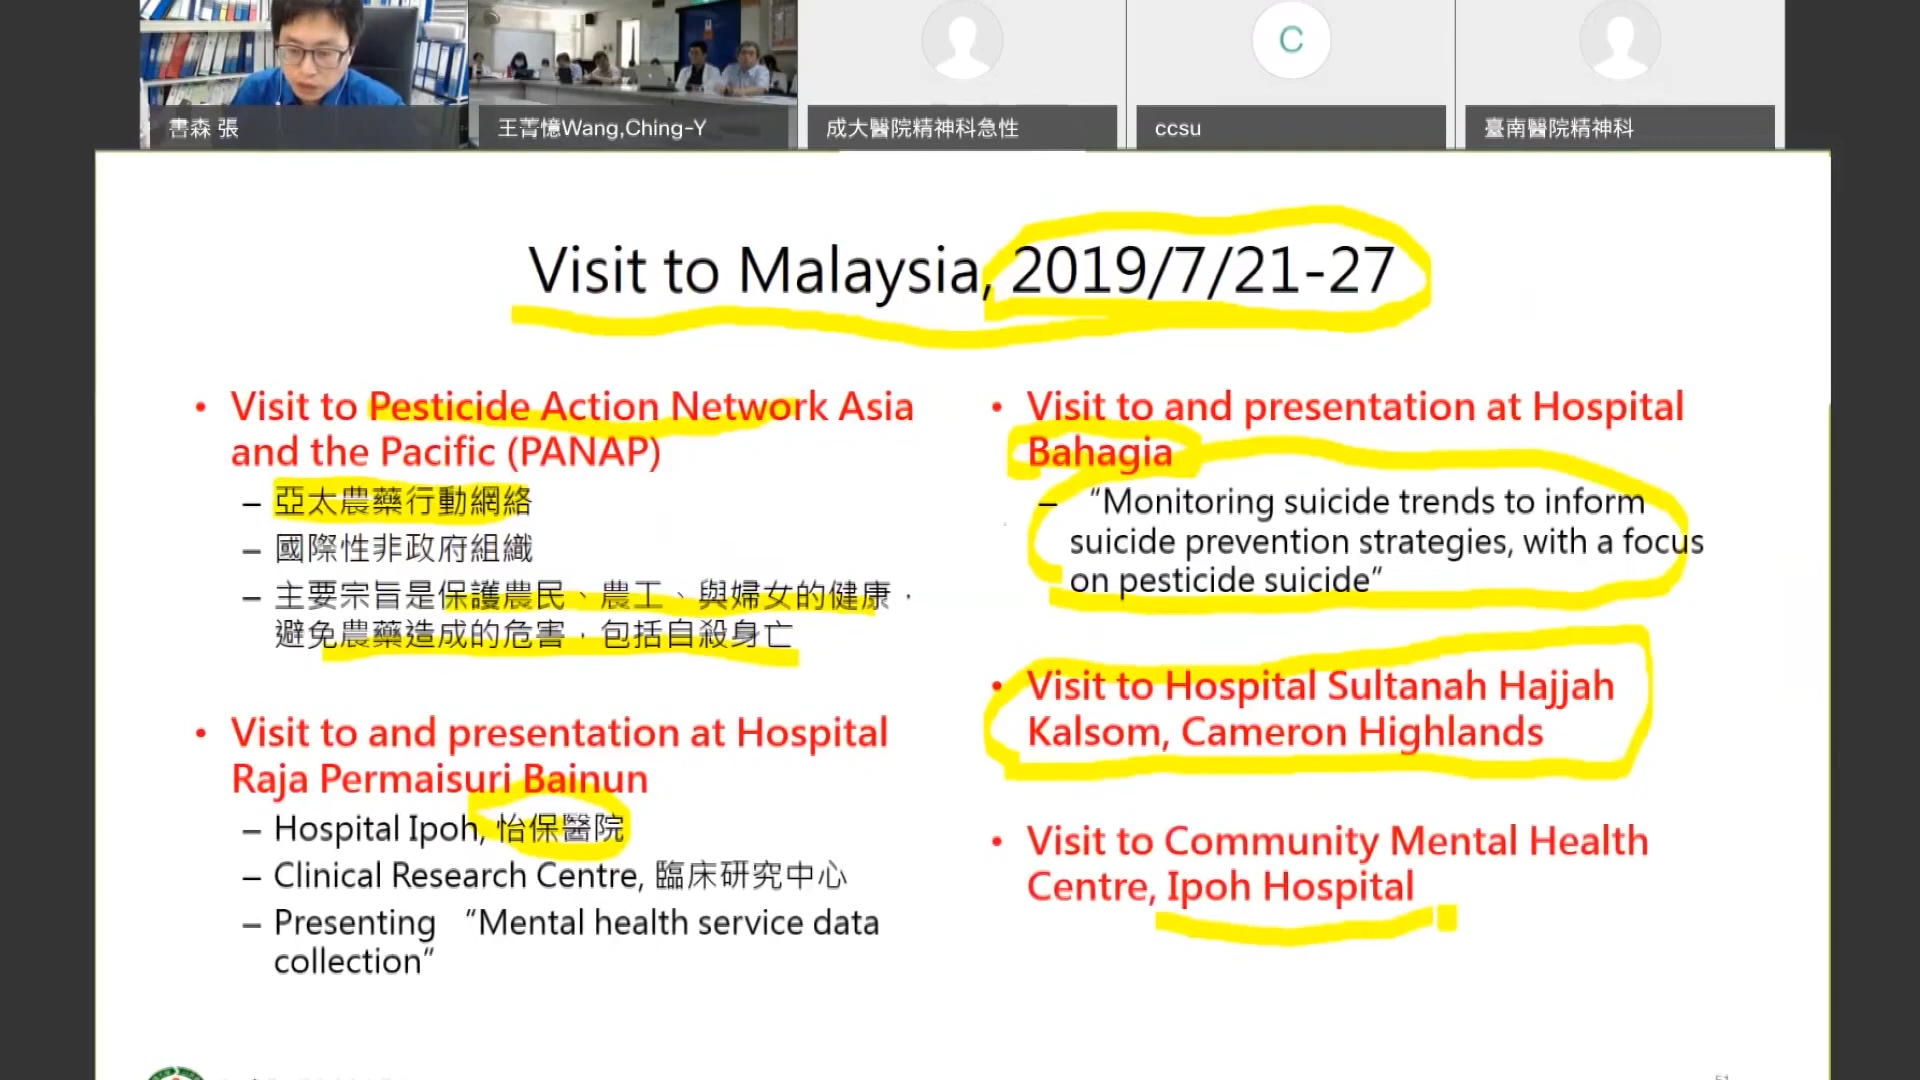 書森 張
王菁憶Wang,Ching-Y
成大醫院精神科急性
C
ccsu
臺南醫院精神科
Visit to Malaysia, 2019/7/21-27
• Visit to Pesticide Action Network Asia
and the Pacific (PANAP)
– 亞太農藥行動網絡
– 國際性非政府組織
– 主要宗旨是保護農民、農工、與婦女的健康，
避免農藥造成的危害，包括自殺身亡
• Visit to and presentation at Hospital
Raja Permaisuri Bainun
– Hospital Ipoh, 怡保醫院
– Clinical Research Centre, 臨床研究中心
– Presenting “Mental health service data
collection”
• Visit to and presentation at Hospital
Bahagia
– “Monitoring suicide trends to inform
suicide prevention strategies, with a focus
on pesticide suicide”
• Visit to Hospital Sultanah Hajjah
Kalsom, Cameron Highlands
• Visit to Community Mental Health
Centre, Ipoh Hospital